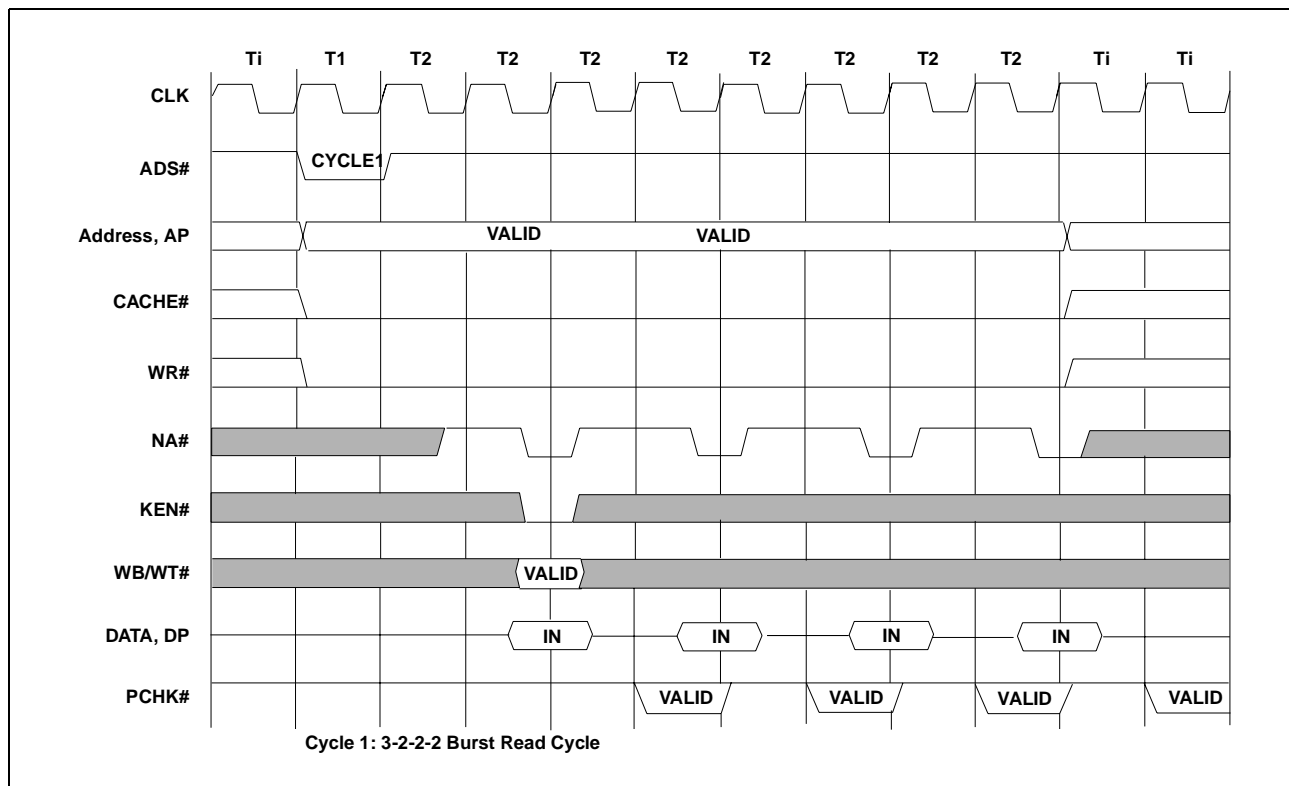 Ti T1 T2 T2 T2 T2 T2 T2 T2 T2 Ti Ti
CLK
ADS# CYCLE1
Address, AP VALID VALID
CACHE#
WR#
NA#
KEN#
WB/WT# VALID
DATA, DP IN IN IN IN
PCHK# VALID VALID VALID VALID
Cycle 1: 3-2-2-2 Burst Read Cycle